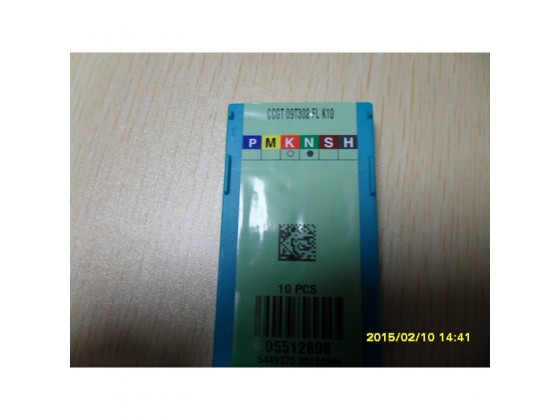 CCGT 09T302 FL K10
P M K N S H
10 PCS
05512898
2015/02/10 14:41